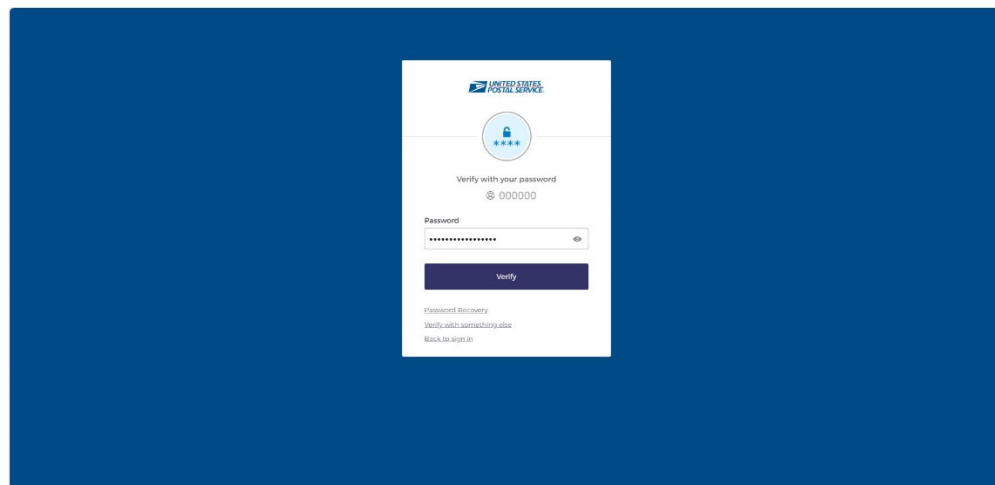 UNITED STATES
POSTAL SERVICE.
****
Verify with your password
000000
Password
•••••••••••••••••
Verify
Password Recovery
Verify with something else
Back to sign in